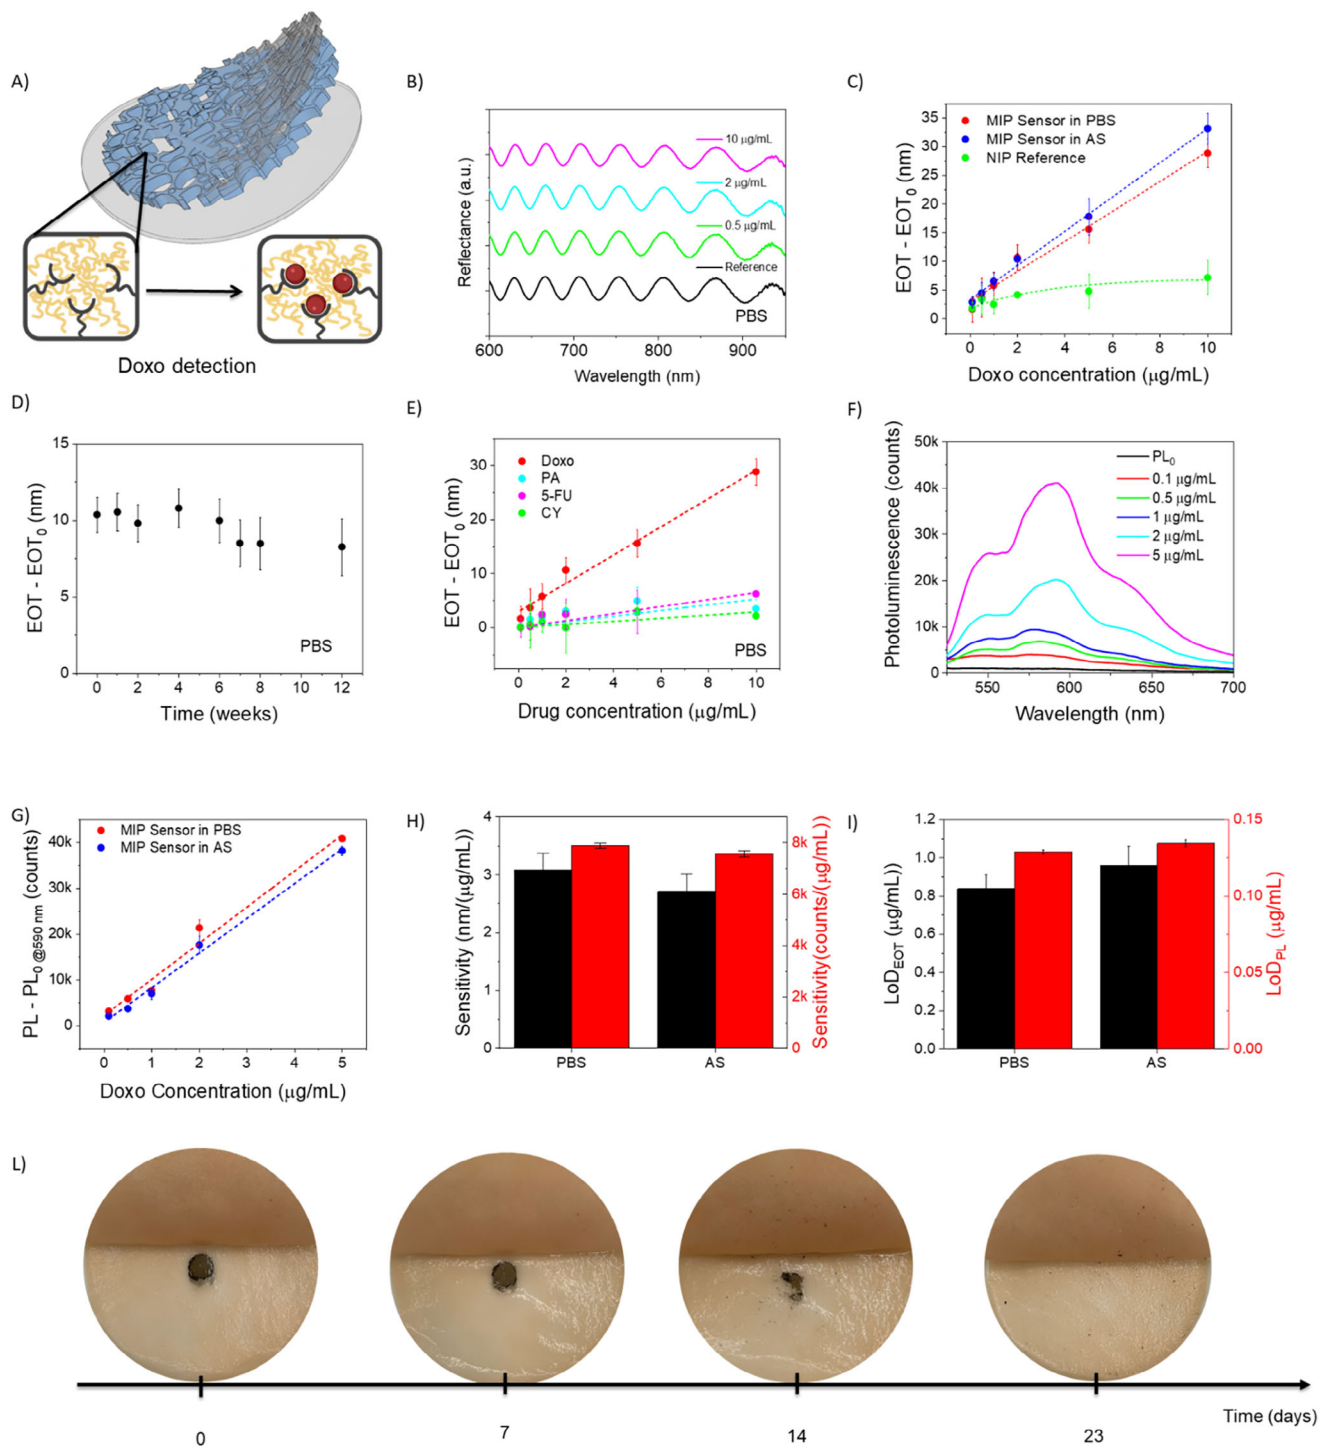 A)
Doxo detection
B)
Reflectance (a.u.)
10 μg/mL
2 μg/mL
0.5 μg/mL
Reference
PBS
600
700
800
900
Wavelength (nm)
C)
EOT - EOT₀ (nm)
35
30
25
20
15
10
5
0
MIP Sensor in PBS
MIP Sensor in AS
NIP Reference
0
2
4
6
8
10
Doxo concentration (μg/mL)
D)
EOT - EOT₀ (nm)
15
10
5
0
PBS
0
2
4
6
8
10
12
Time (weeks)
E)
EOT - EOT₀ (nm)
30
20
10
0
Doxo
PA
5-FU
CY
PBS
0
2
4
6
8
10
Drug concentration (μg/mL)
F)
Photoluminescence (counts)
50k
40k
30k
20k
10k
0
PL₀
0.1 μg/mL
0.5 μg/mL
1 μg/mL
2 μg/mL
5 μg/mL
550
600
650
700
Wavelength (nm)
G)
PL - PL₀ @590 nm (counts)
40k
30k
20k
10k
0
MIP Sensor in PBS
MIP Sensor in AS
0
1
2
3
4
5
Doxo Concentration (μg/mL)
H)
Sensitivity (nm/(μg/mL))
4
3
2
1
0
PBS
AS
8k
6k
4k
2k
0
Sensitivity(counts/(μg/mL))
I)
LoD_EOT (μg/mL)
1.2
1.0
0.8
0.6
0.4
0.2
0.0
PBS
AS
0.15
0.10
0.05
0.00
LoD_PL (μg/mL)
L)
0
7
14
23
Time (days)